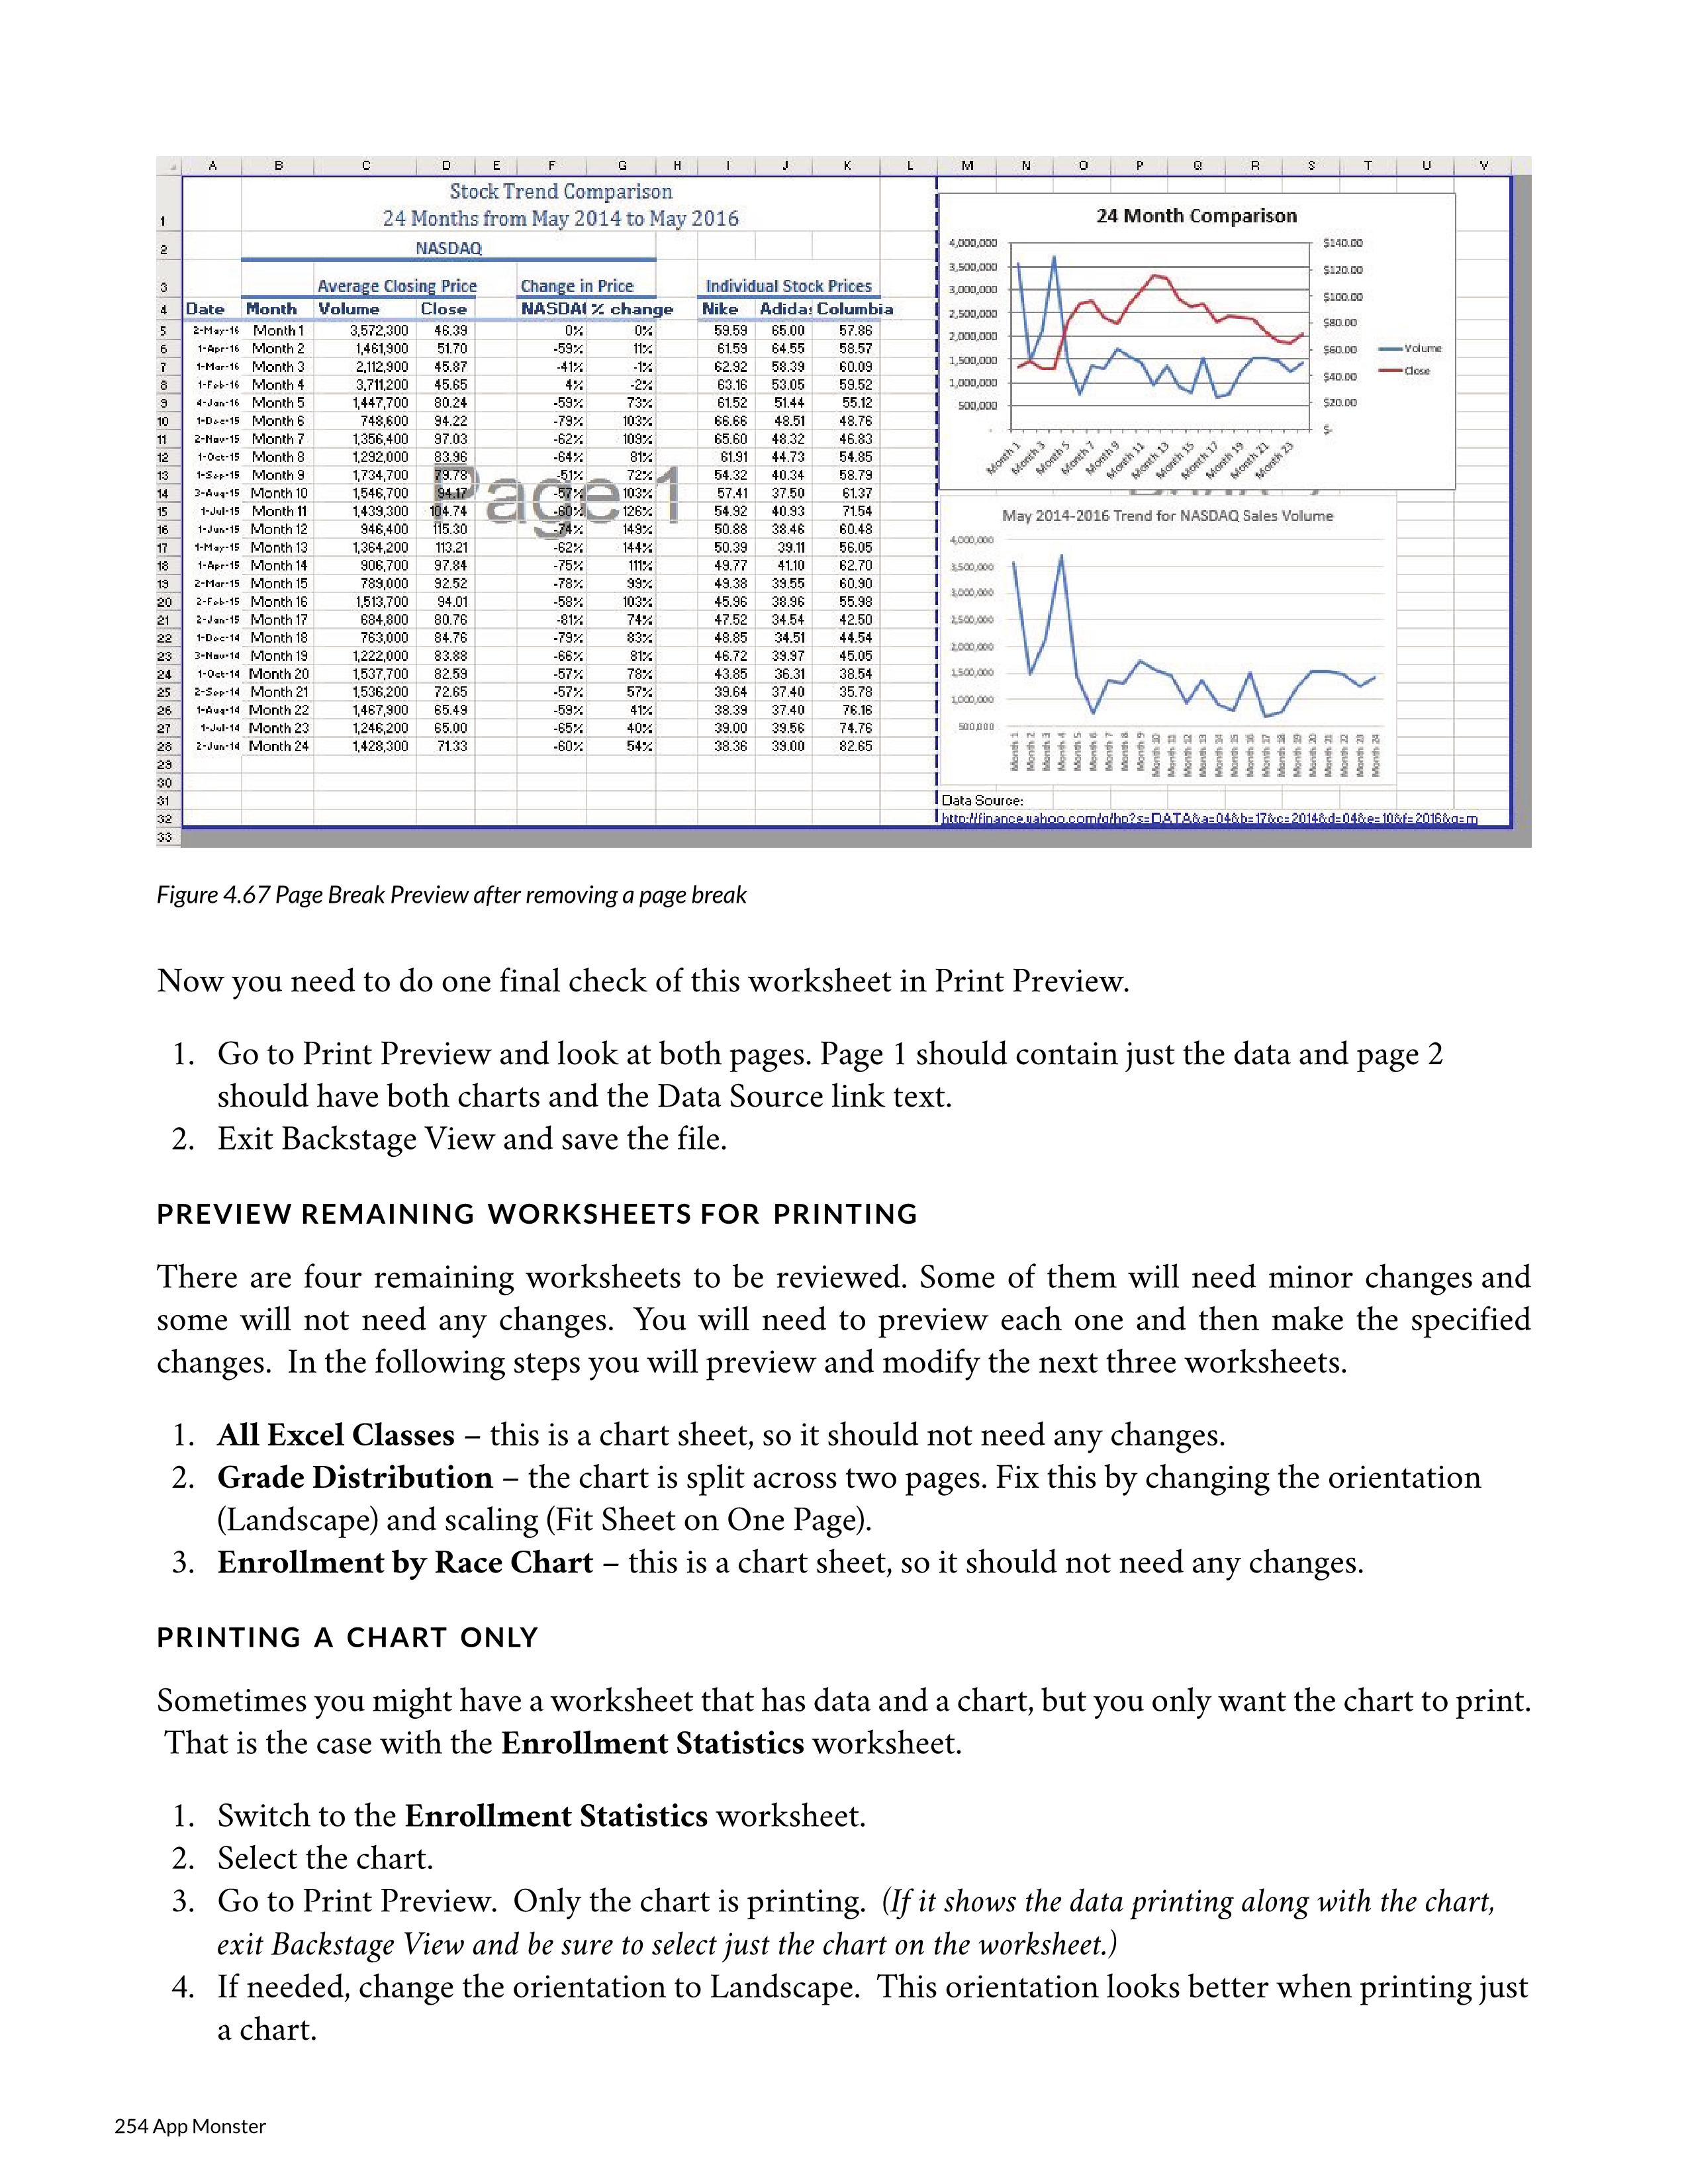 A B C D E F G H I J K L M N O P Q R S T U V
Stock Trend Comparison
1 24 Months from May 2014 to May 2016
2 NASDAQ
3 Average Closing Price Change in Price Individual Stock Prices
4 Date Month Volume Close NASDA( % change Nike Adida: Columbia
5 2-May-16 Month 1 3,572,300 46.39 0% 0% 59.59 65.00 57.86
6 1-Apr-16 Month 2 1,461,900 51.70 -59% 11% 61.59 64.55 58.57
7 1-Mar-16 Month 3 2,112,900 45.87 -41% -1% 62.92 58.39 60.09
8 1-Feb-16 Month 4 3,711,200 45.65 4% -2% 63.16 53.05 59.52
9 4-Jan-16 Month 5 1,447,700 80.24 -59% 73% 61.52 51.44 55.12
10 1-Dec-15 Month 6 748,600 94.22 -79% 103% 66.66 48.51 48.76
11 2-Nov-15 Month 7 1,356,400 97.03 -62% 109% 65.60 48.32 46.83
12 1-Oct-15 Month 8 1,292,000 83.96 -64% 81% 61.91 44.73 54.85
13 1-Sep-15 Month 9 1,734,700 79.78 -51% 72% 54.32 40.34 58.79
14 3-Aug-15 Month 10 1,546,700 94.17 -57% 103% 57.41 37.50 61.37
15 1-Jul-15 Month 11 1,439,300 104.74 -60% 126% 54.92 40.93 71.54
16 1-Jun-15 Month 12 946,400 115.30 -74% 149% 50.88 38.46 60.48
17 1-May-15 Month 13 1,364,200 113.21 -62% 144% 50.39 39.11 56.05
18 1-Apr-15 Month 14 906,700 97.84 -75% 111% 49.77 41.10 62.70
19 2-Mar-15 Month 15 789,000 92.52 -78% 99% 49.38 39.55 60.90
20 2-Feb-15 Month 16 1,513,700 94.01 -58% 103% 45.96 38.96 55.98
21 2-Jan-15 Month 17 684,800 80.76 -81% 74% 47.52 34.54 42.50
22 1-Dec-14 Month 18 763,000 84.76 -79% 83% 48.85 34.51 44.54
23 3-Nov-14 Month 19 1,222,000 83.88 -66% 81% 46.72 39.97 45.05
24 1-Oct-14 Month 20 1,537,700 82.59 -57% 78% 43.85 36.31 38.54
25 2-Sep-14 Month 21 1,536,200 72.65 -57% 57% 39.64 37.40 35.78
26 1-Aug-14 Month 22 1,467,900 65.49 -59% 41% 38.39 37.40 76.16
27 1-Jul-14 Month 23 1,246,200 65.00 -65% 40% 39.00 39.56 74.76
28 2-Jun-14 Month 24 1,428,300 71.33 -60% 54% 38.36 39.00 82.65
29
30
31
32
33
Page 1
24 Month Comparison
4,000,000 $140.00
3,500,000 $120.00
3,000,000 $100.00
2,500,000 $80.00
2,000,000 $60.00
1,500,000 $40.00
1,000,000 $20.00
500,000 $-
-
Volume
Close
Month 1 Month 3 Month 5 Month 7 Month 9 Month 11 Month 13 Month 15 Month 17 Month 19 Month 21 Month 23
May 2014-2016 Trend for NASDAQ Sales Volume
4,000,000
3,500,000
3,000,000
2,500,000
2,000,000
1,500,000
1,000,000
500,000
Month 1 Month 2 Month 3 Month 4 Month 5 Month 6 Month 7 Month 8 Month 9 Month 10 Month 11 Month 12 Month 13 Month 14 Month 15 Month 16 Month 17 Month 18 Month 19 Month 20 Month 21 Month 22 Month 23 Month 24
Data Source:
http://finance.yahoo.com/q/hp?s=DATA&a=04&b=17&c=2014&d=04&e=10&f=2016&g=m
Figure 4.67 Page Break Preview after removing a page break
Now you need to do one final check of this worksheet in Print Preview.
1. Go to Print Preview and look at both pages. Page 1 should contain just the data and page 2
should have both charts and the Data Source link text.
2. Exit Backstage View and save the file.
PREVIEW REMAINING WORKSHEETS FOR PRINTING
There are four remaining worksheets to be reviewed. Some of them will need minor changes and
some will not need any changes. You will need to preview each one and then make the specified
changes. In the following steps you will preview and modify the next three worksheets.
1. All Excel Classes – this is a chart sheet, so it should not need any changes.
2. Grade Distribution – the chart is split across two pages. Fix this by changing the orientation
(Landscape) and scaling (Fit Sheet on One Page).
3. Enrollment by Race Chart – this is a chart sheet, so it should not need any changes.
PRINTING A CHART ONLY
Sometimes you might have a worksheet that has data and a chart, but you only want the chart to print.
That is the case with the Enrollment Statistics worksheet.
1. Switch to the Enrollment Statistics worksheet.
2. Select the chart.
3. Go to Print Preview. Only the chart is printing. (If it shows the data printing along with the chart,
exit Backstage View and be sure to select just the chart on the worksheet.)
4. If needed, change the orientation to Landscape. This orientation looks better when printing just
a chart.
254 App Monster